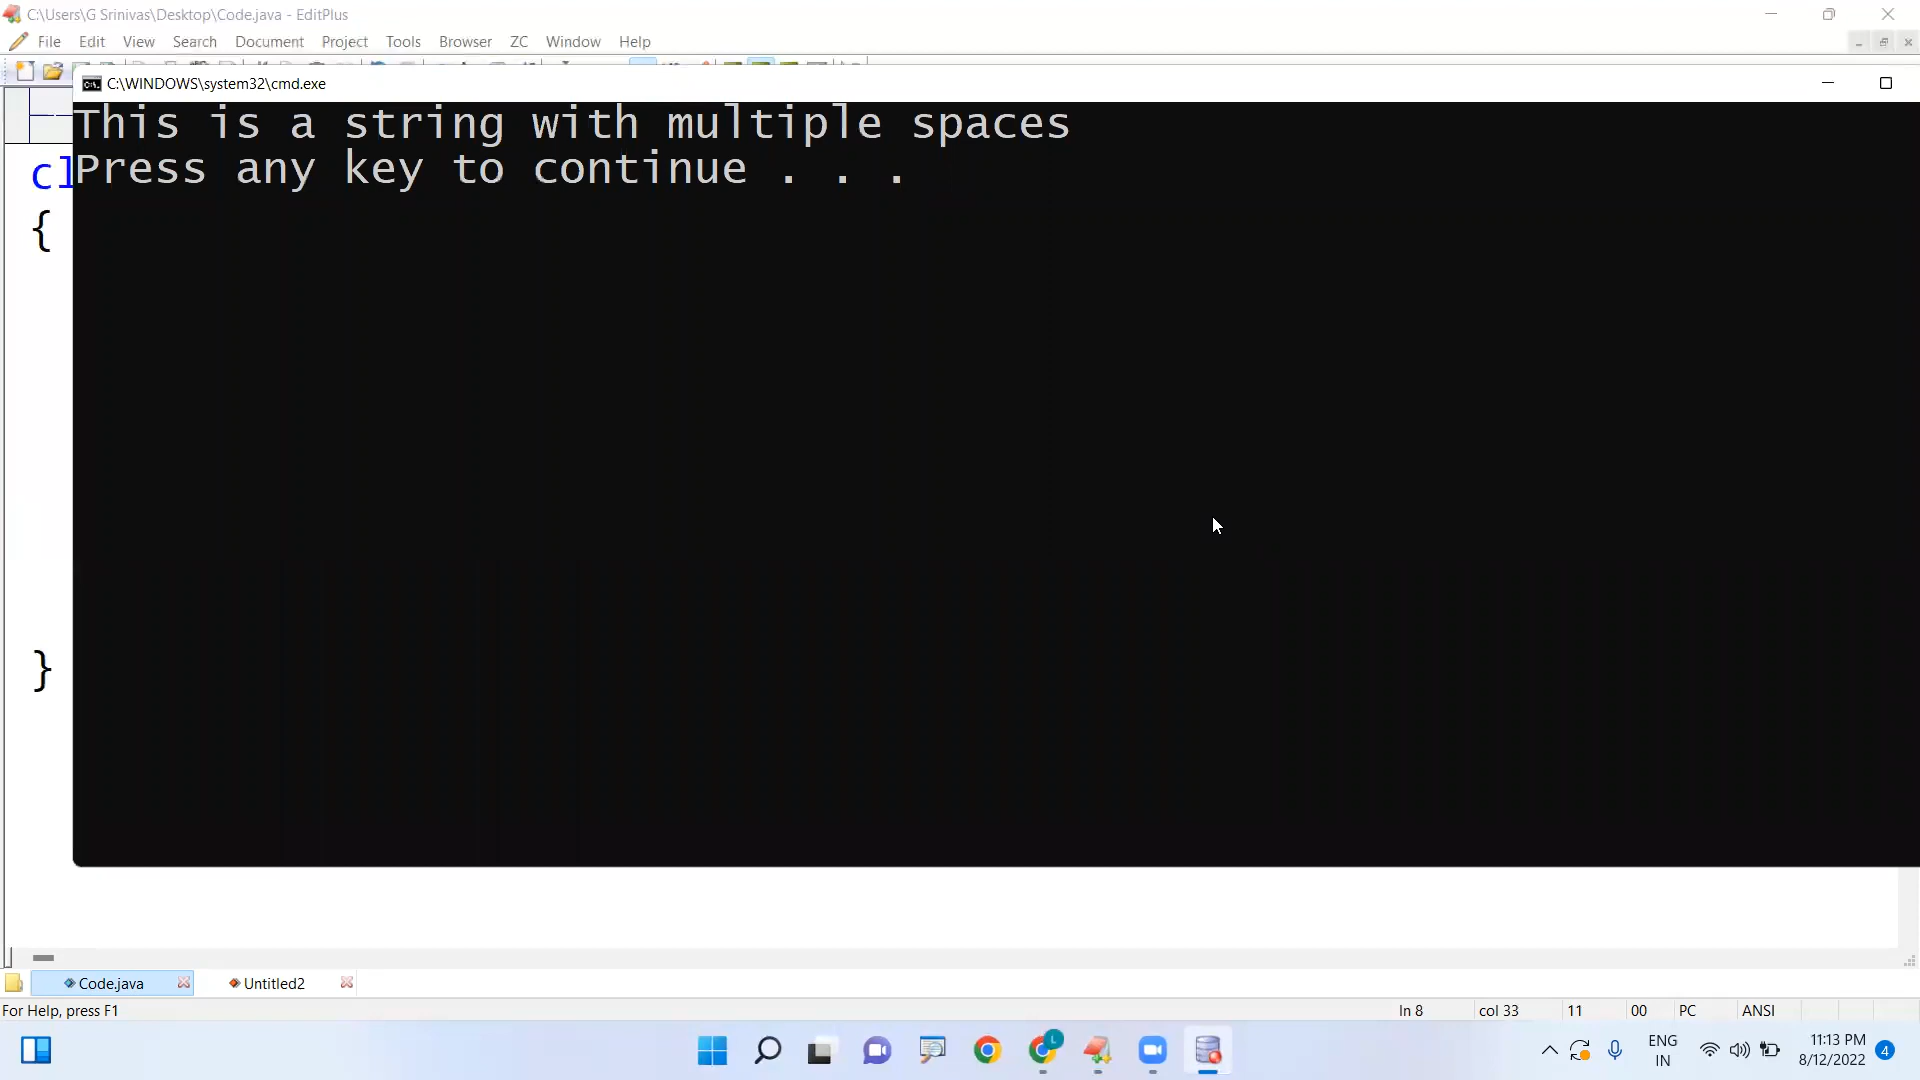 C:\Users\G Srinivas\Desktop\Code.java - EditPlus
File Edit View Search Document Project Tools Browser ZC Window Help
C:\WINDOWS\system32\cmd.exe
This is a string with multiple spaces
Press any key to continue . . .
cl
{
}
Code.java Untitled2
For Help, press F1 ln 8 col 33 11 00 PC ANSI
ENG 11:13 PM
IN 8/12/2022 4